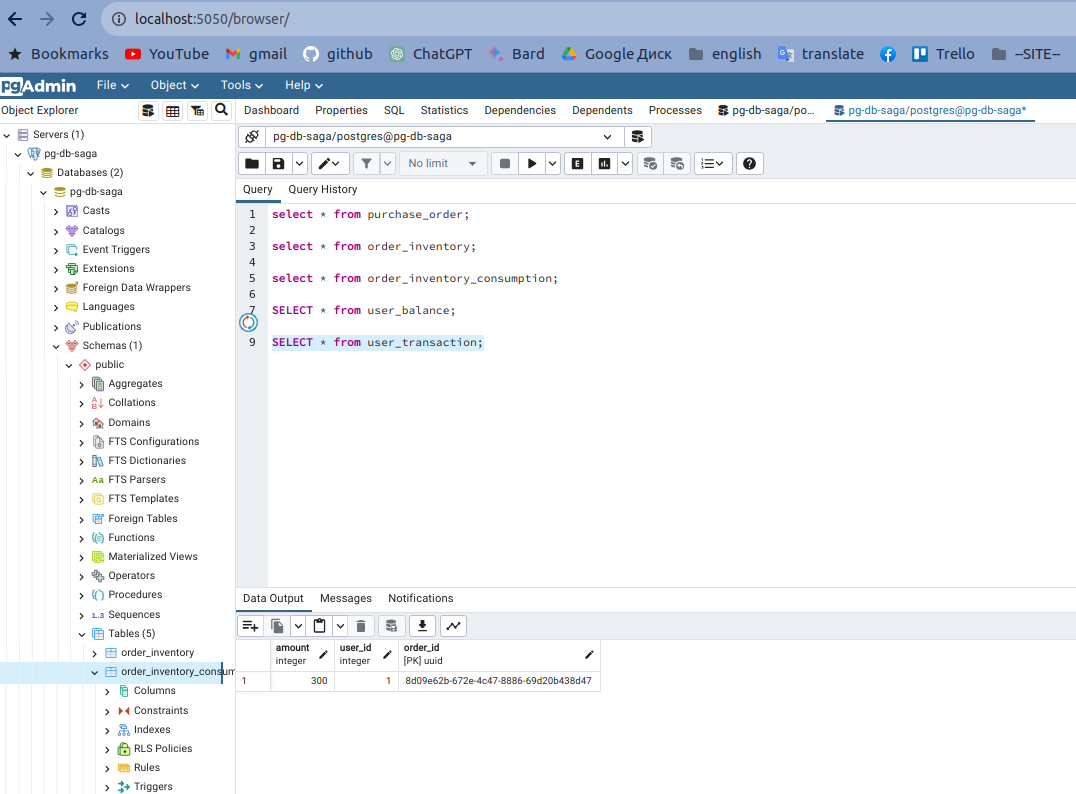 localhost:5050/browser/
Bookmarks YouTube gmail github ChatGPT Bard Google Диск english translate Trello --SITE--
pgAdmin File Object Tools Help
Object Explorer
Dashboard Properties SQL Statistics Dependencies Dependents Processes pg-db-saga/po... pg-db-saga/postgres@pg-db-saga*
Servers (1)
pg-db-saga
Databases (2)
pg-db-saga
Casts
Catalogs
Event Triggers
Extensions
Foreign Data Wrappers
Languages
Publications
Schemas (1)
public
Aggregates
Collations
Domains
FTS Configurations
FTS Dictionaries
Aa FTS Parsers
FTS Templates
Foreign Tables
Functions
Materialized Views
Operators
Procedures
1..3 Sequences
Tables (5)
order_inventory
order_inventory_consum
Columns
Constraints
Indexes
RLS Policies
Rules
Triggers
pg-db-saga/postgres@pg-db-saga
No limit E
Query Query History
1 select * from purchase_order;
2
3 select * from order_inventory;
4
5 select * from order_inventory_consumption;
6
7 SELECT * from user_balance;
9 SELECT * from user_transaction;
Data Output Messages Notifications
amount user_id order_id
integer integer [PK] uuid
1 300 1 8d09e62b-672e-4c47-8886-69d20b438d47